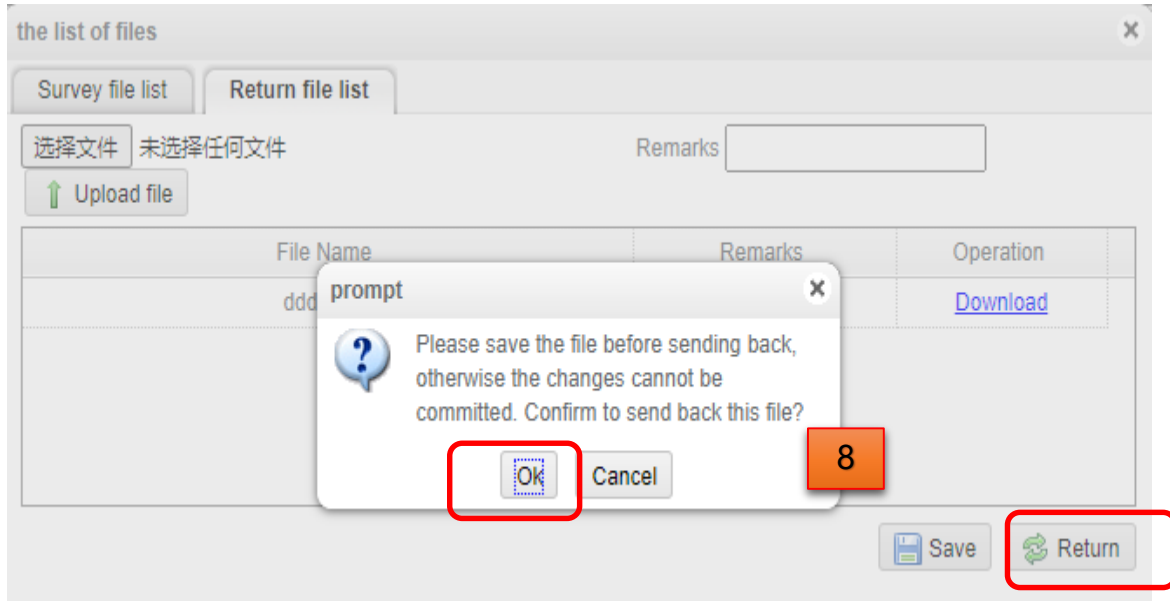 the list of files
Survey file list Return file list
选择文件 未选择任何文件 Remarks
Upload file
File Name Remarks Operation
ddd Download
prompt
Please save the file before sending back,
otherwise the changes cannot be
committed. Confirm to send back this file?
Ok Cancel
8
Save Return